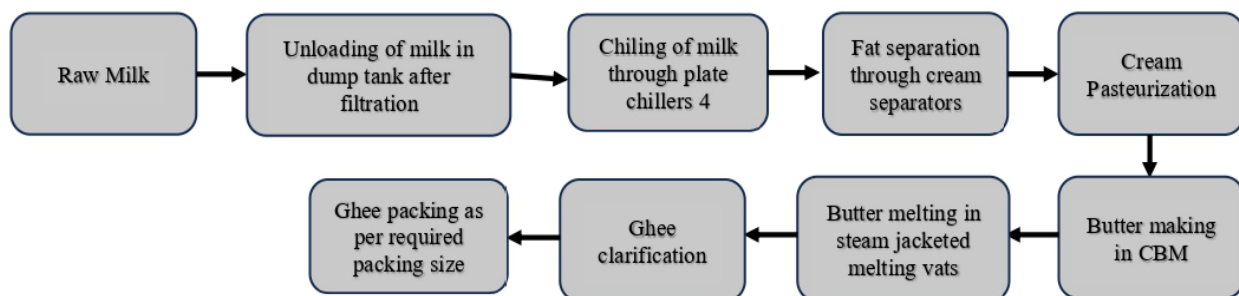 Raw Milk
Unloading of milk in
dump tank after
filtration
Chiling of milk
through plate
chillers 4
Fat separation
through cream
separators
Cream
Pasteurization
Butter making
in CBM
Butter melting in
steam jacketed
melting vats
Ghee
clarification
Ghee packing as
per required
packing size